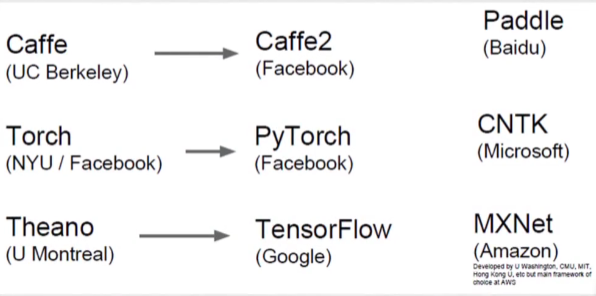 Caffe
(UC Berkeley)
Caffe2
(Facebook)
Paddle
(Baidu)
Torch
(NYU / Facebook)
PyTorch
(Facebook)
CNTK
(Microsoft)
Theano
(U Montreal)
TensorFlow
(Google)
MXNet
(Amazon)
Developed by U Washington, CMU, MIT,
Hong Kong U, etc but main framework of
choice at AWS